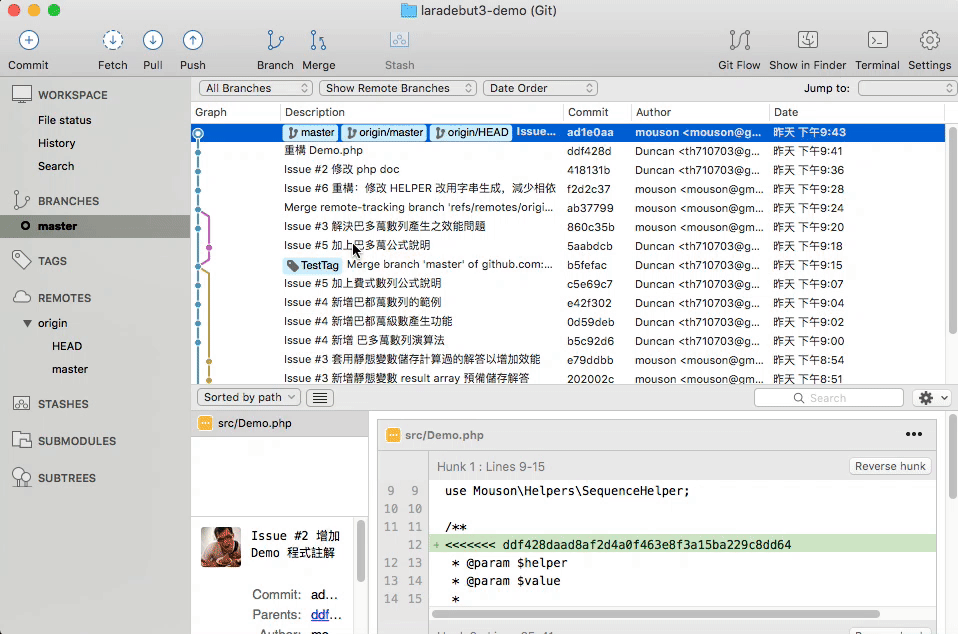 laradebut3-demo (Git)
Commit Fetch Pull Push Branch Merge Stash Git Flow Show in Finder Terminal Settings
All Branches Show Remote Branches Date Order Jump to:
WORKSPACE
File status
History
Search
BRANCHES
master
TAGS
REMOTES
origin
HEAD
master
STASHES
SUBMODULES
SUBTREES
Graph Description Commit Author Date
master origin/master origin/HEAD Issue... ad1e0aa mouson <mouson@gm... 昨天 下午9:43
重構 Demo.php ddf428d Duncan <th710703@g... 昨天 下午9:41
Issue #2 修改 php doc 418131b Duncan <th710703@g... 昨天 下午9:36
Issue #6 重構：修改 HELPER 改用字串生成，減少相依 f2d2c37 mouson <mouson@gm... 昨天 下午9:28
Merge remote-tracking branch 'refs/remotes/origi... ab37799 mouson <mouson@gm... 昨天 下午9:24
Issue #3 解決巴多萬數列產生之效能問題 860c35b mouson <mouson@gm... 昨天 下午9:20
Issue #5 加上巴多萬公式說明 5aabdcb Duncan <th710703@g... 昨天 下午9:18
TestTag Merge branch 'master' of github.com:... b5fefac Duncan <th710703@g... 昨天 下午9:15
Issue #5 加上費式數列公式說明 c5e69c7 Duncan <th710703@g... 昨天 下午9:07
Issue #4 新增巴都萬數列的範例 e42f302 Duncan <th710703@g... 昨天 下午9:04
Issue #4 新增巴都萬級數產生功能 0d59deb Duncan <th710703@g... 昨天 下午9:02
Issue #4 新增 巴多萬數列演算法 b5c92d6 Duncan <th710703@g... 昨天 下午9:00
Issue #3 套用靜態變數儲存計算過的解答以增加效能 e79ddbb mouson <mouson@gm... 昨天 下午8:54
Issue #3 新增靜態變數 result array 預備儲存解答 202002c mouson <mouson@gm... 昨天 下午8:51
Sorted by path Search
src/Demo.php
Issue #2 增加
Demo 程式註解
Commit: ad...
Parents: ddf...
Author: mo...
src/Demo.php •••
Hunk 1 : Lines 9-15 Reverse hunk
9 9 use Mouson\Helpers\SequenceHelper;
10 10
11 11 /**
12 + <<<<<<< ddf428daad8af2d4a0f463e8f3a15ba229c8dd64
12 13 * @param $helper
13 14 * @param $value
14 15 *